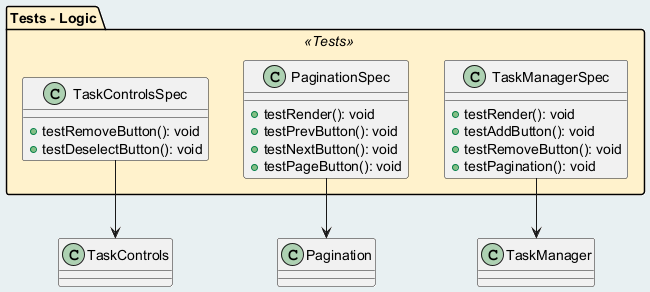 Tests - Logic
«Tests»
C TaskControlsSpec
testRemoveButton(): void
testDeselectButton(): void
C PaginationSpec
testRender(): void
testPrevButton(): void
testNextButton(): void
testPageButton(): void
C TaskManagerSpec
testRender(): void
testAddButton(): void
testRemoveButton(): void
testPagination(): void
C TaskControls
C Pagination
C TaskManager